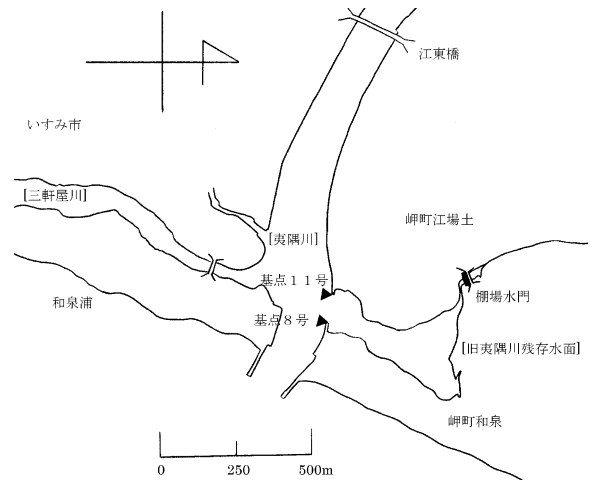 江東橋
いすみ市
[三軒屋川]
岬町江場土
[夷隅川]
基点１１号
棚場水門
和泉浦
基点８号
[旧夷隅川残存水面]
岬町和泉
0 250 500m